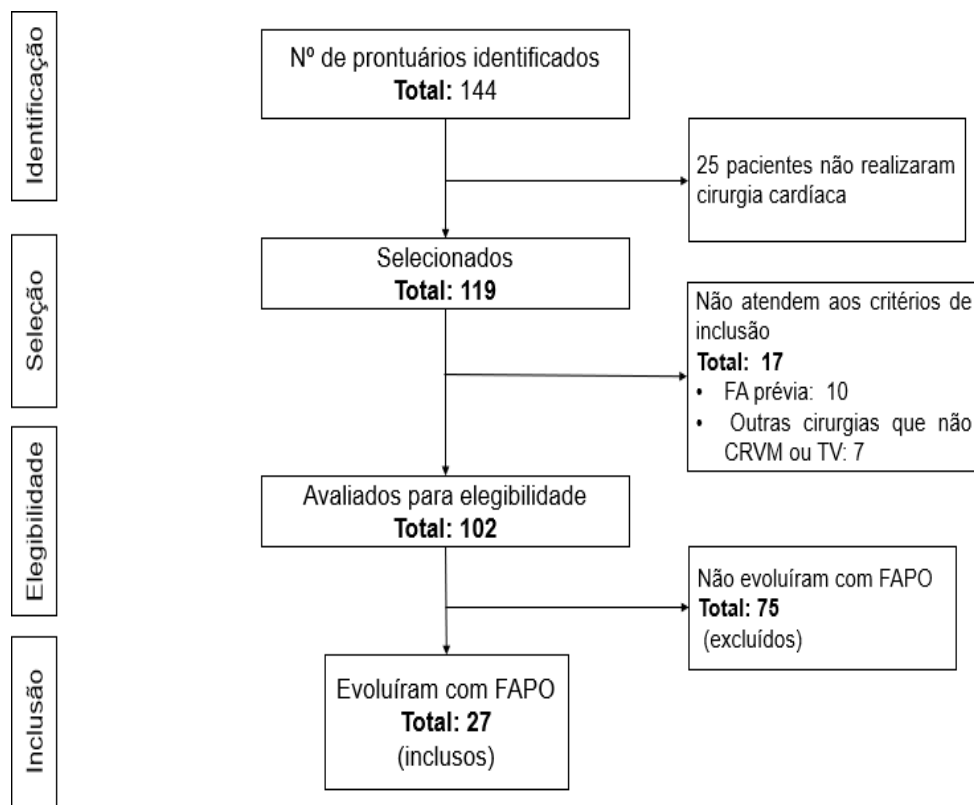 Identificação
Nº de prontuários identificados
Total: 144
25 pacientes não realizaram
cirurgia cardíaca
Seleção
Selecionados
Total: 119
Não atendem aos critérios de
inclusão
Total: 17
• FA prévia: 10
• Outras cirurgias que não
CRVM ou TV: 7
Elegibilidade
Avaliados para elegibilidade
Total: 102
Não evoluíram com FAPO
Total: 75
(excluídos)
Inclusão
Evoluíram com FAPO
Total: 27
(inclusos)